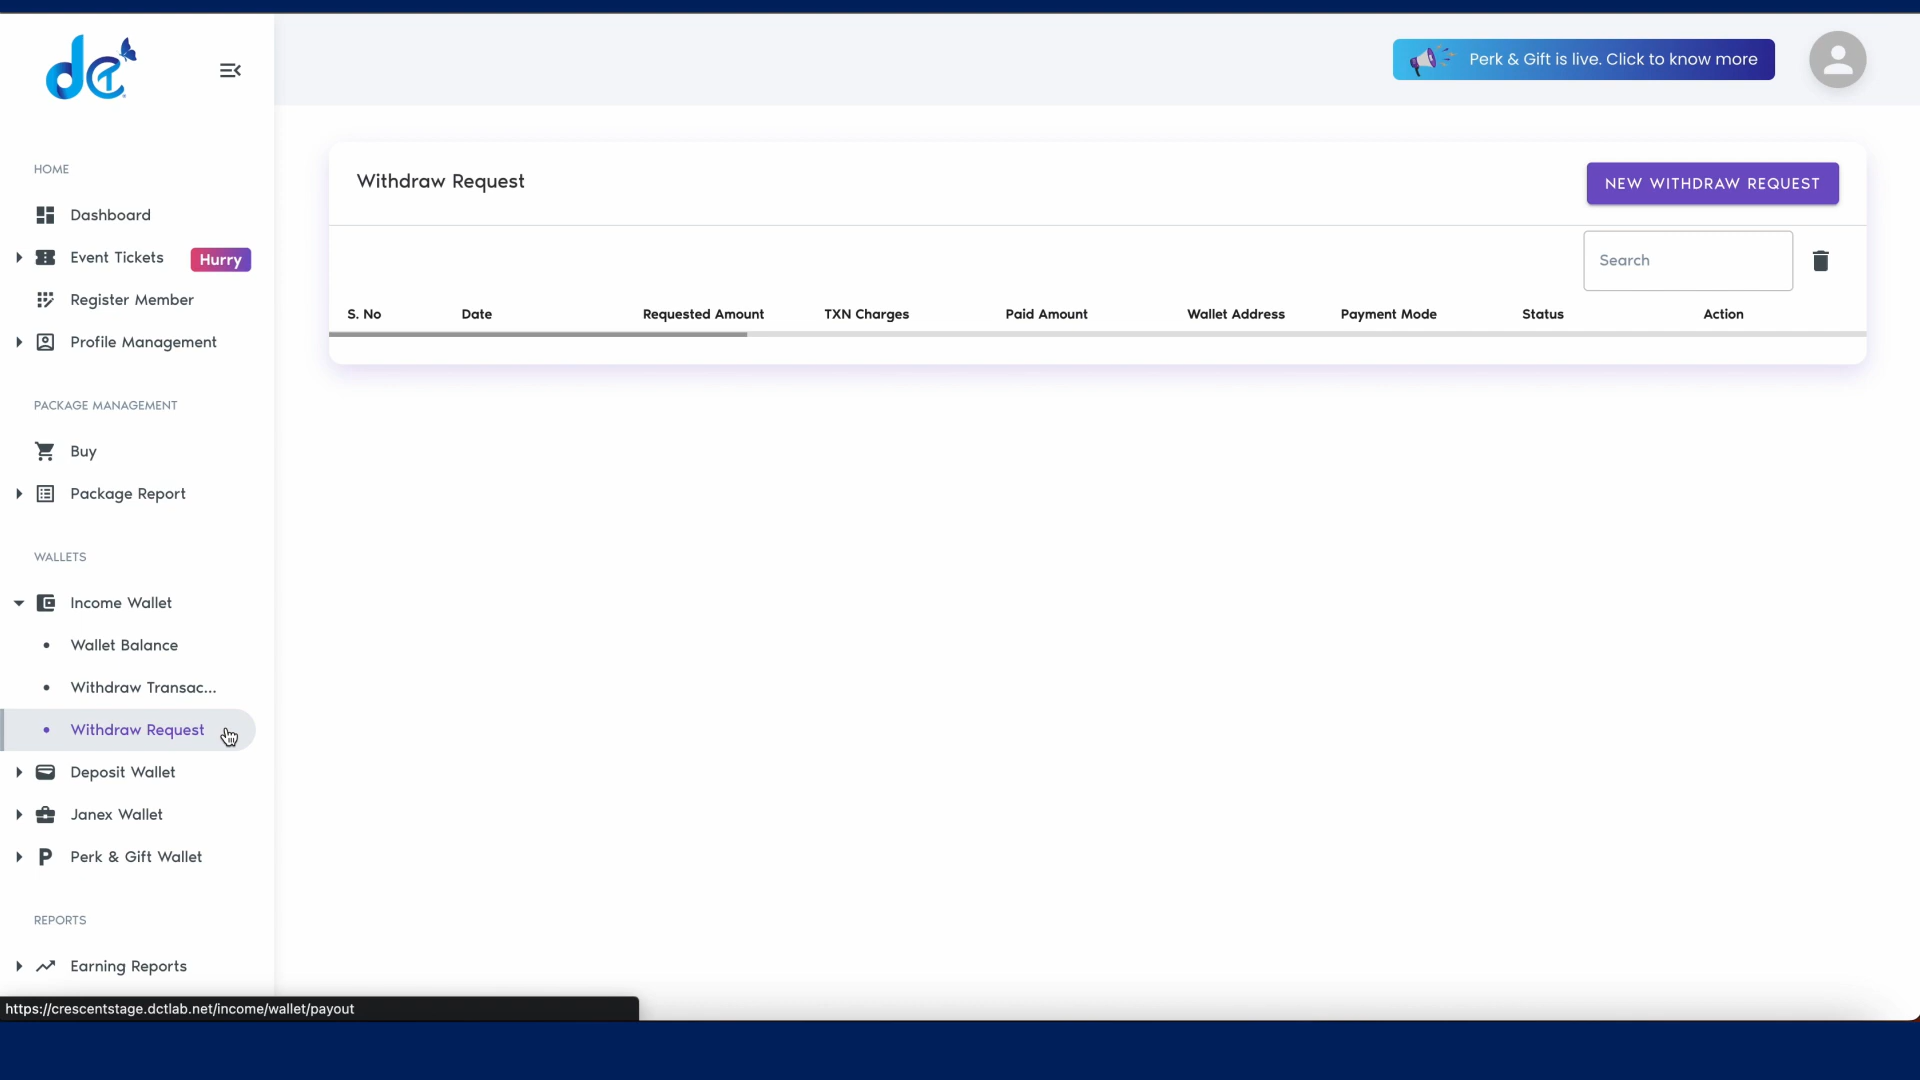 dct
Perk & Gift is live. Click to know more
HOME
Dashboard
Event Tickets Hurry
Register Member
Profile Management
PACKAGE MANAGEMENT
Buy
Package Report
WALLETS
Income Wallet
Wallet Balance
Withdraw Transac...
Withdraw Request
Deposit Wallet
Janex Wallet
P Perk & Gift Wallet
REPORTS
Earning Reports
https://crescentstage.dctlab.net/income/wallet/payout
Withdraw Request
NEW WITHDRAW REQUEST
Search
S. No Date Requested Amount TXN Charges Paid Amount Wallet Address Payment Mode Status Action